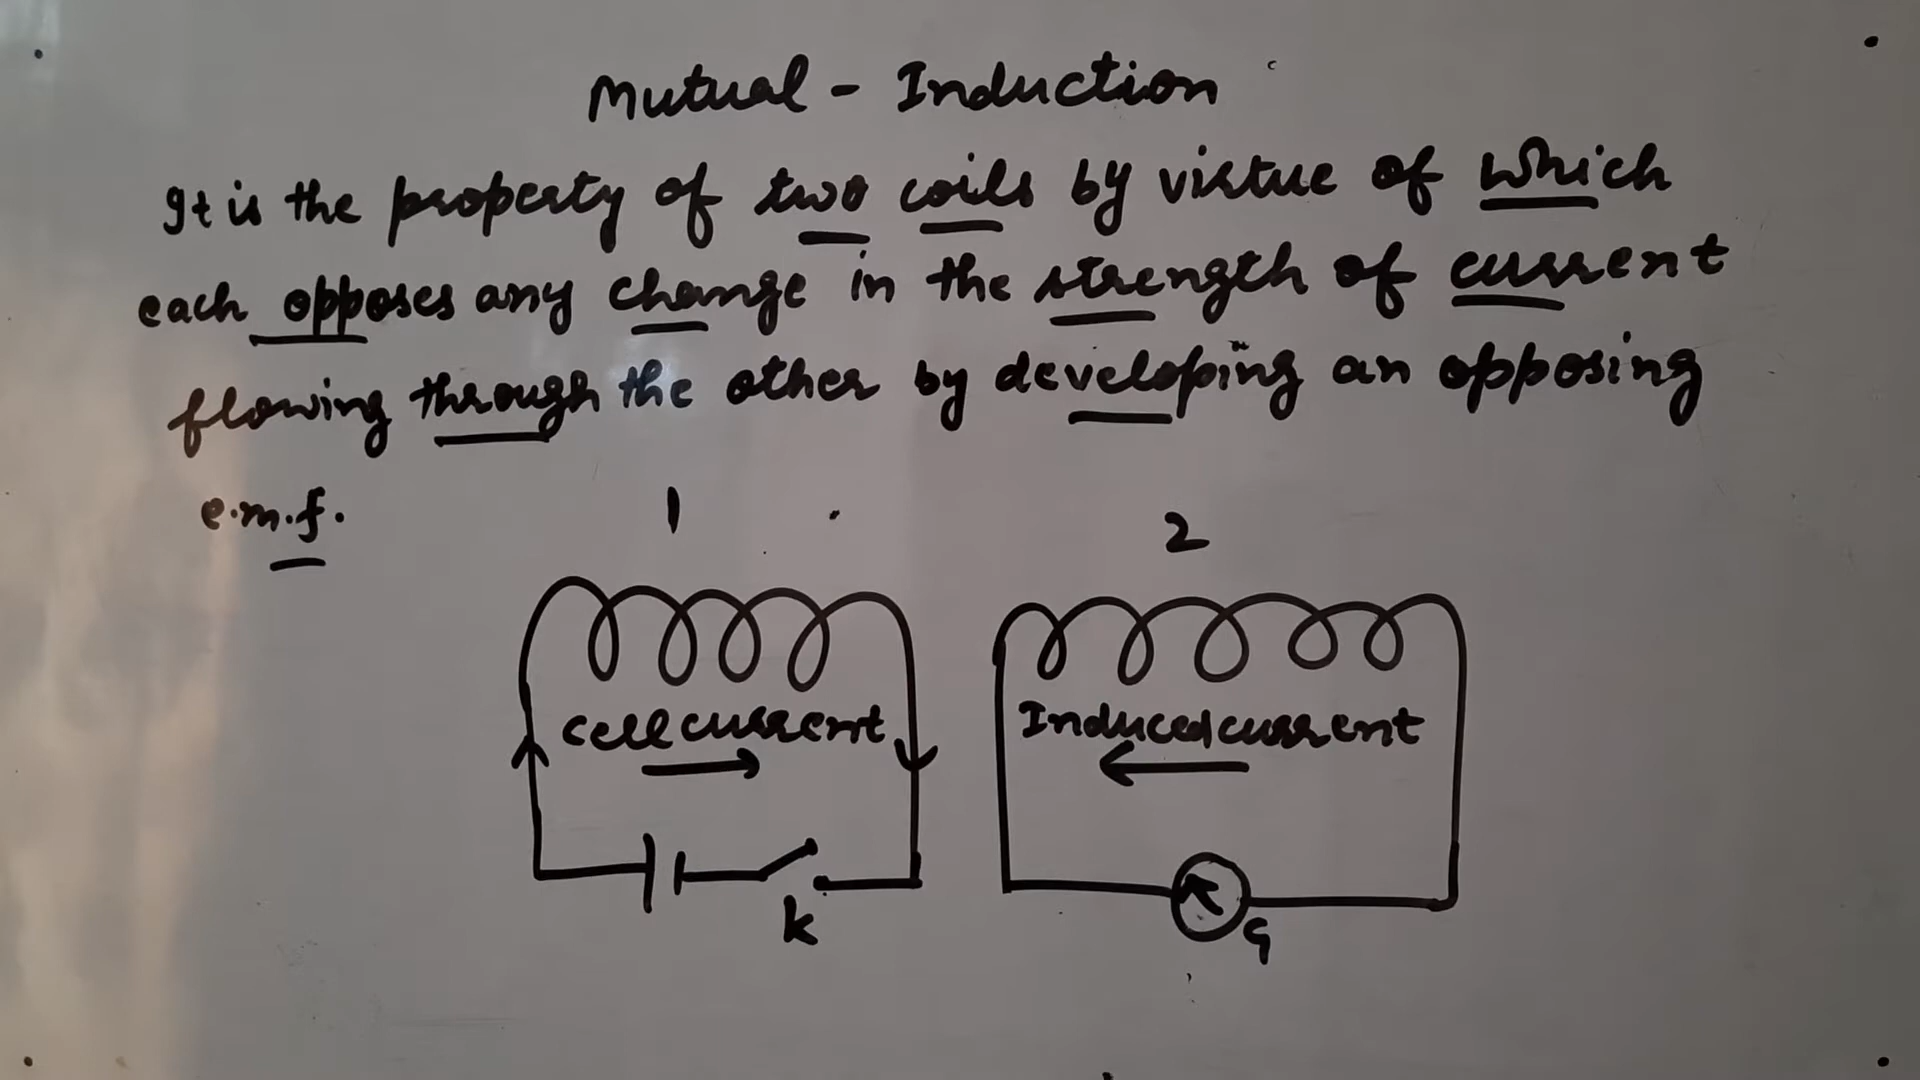 Mutual - Induction
It is the property of two coils by virtue of which
each opposes any change in the strength of current
flowing through the other by developing an opposing
e.m.f.
1 2
Cell current Induced current
K G